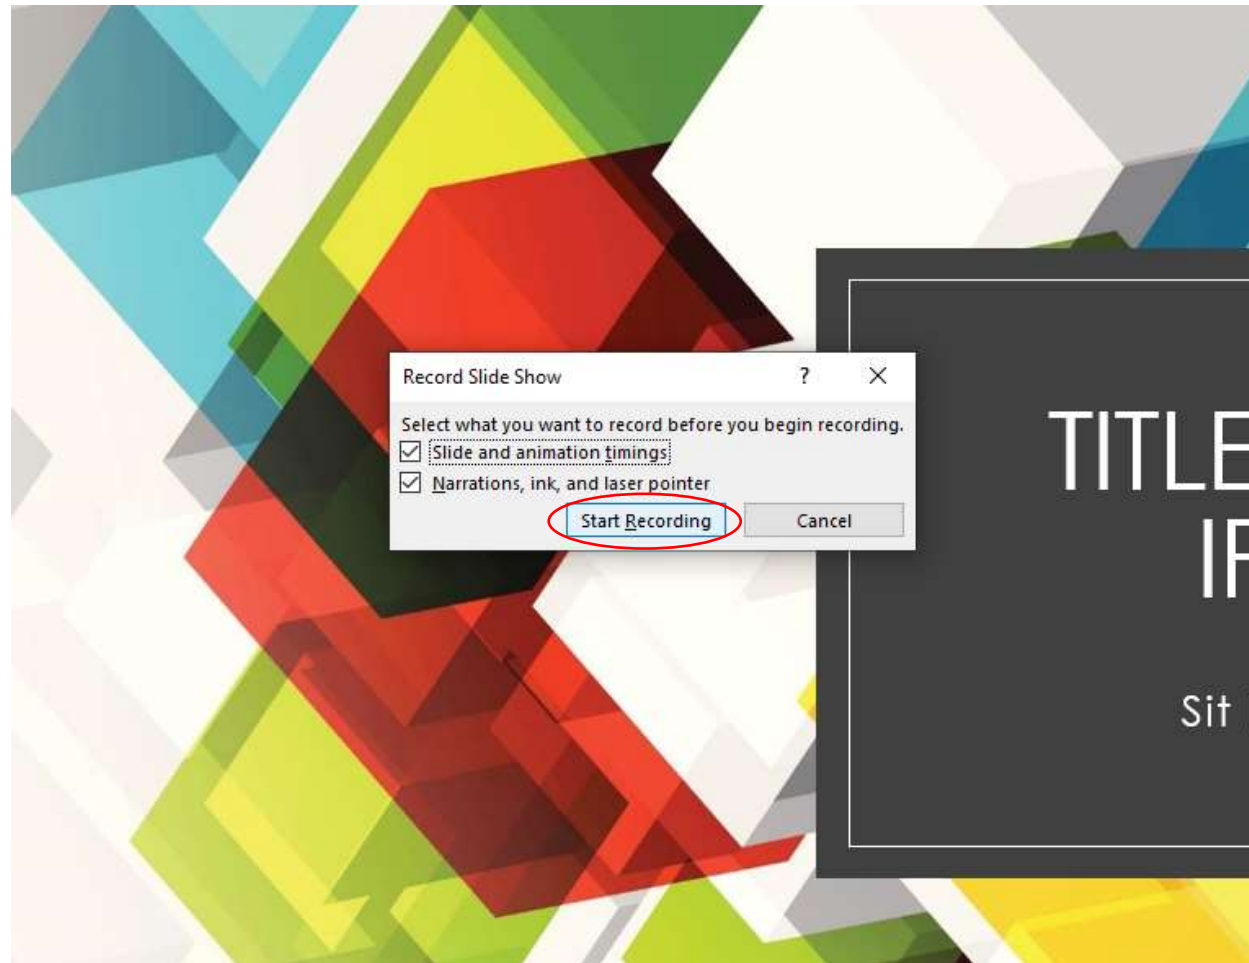 Record Slide Show ?
Select what you want to record before you begin recording.
Slide and animation timings
Narrations, ink, and laser pointer
Start Recording Cancel
TITLE
Sit